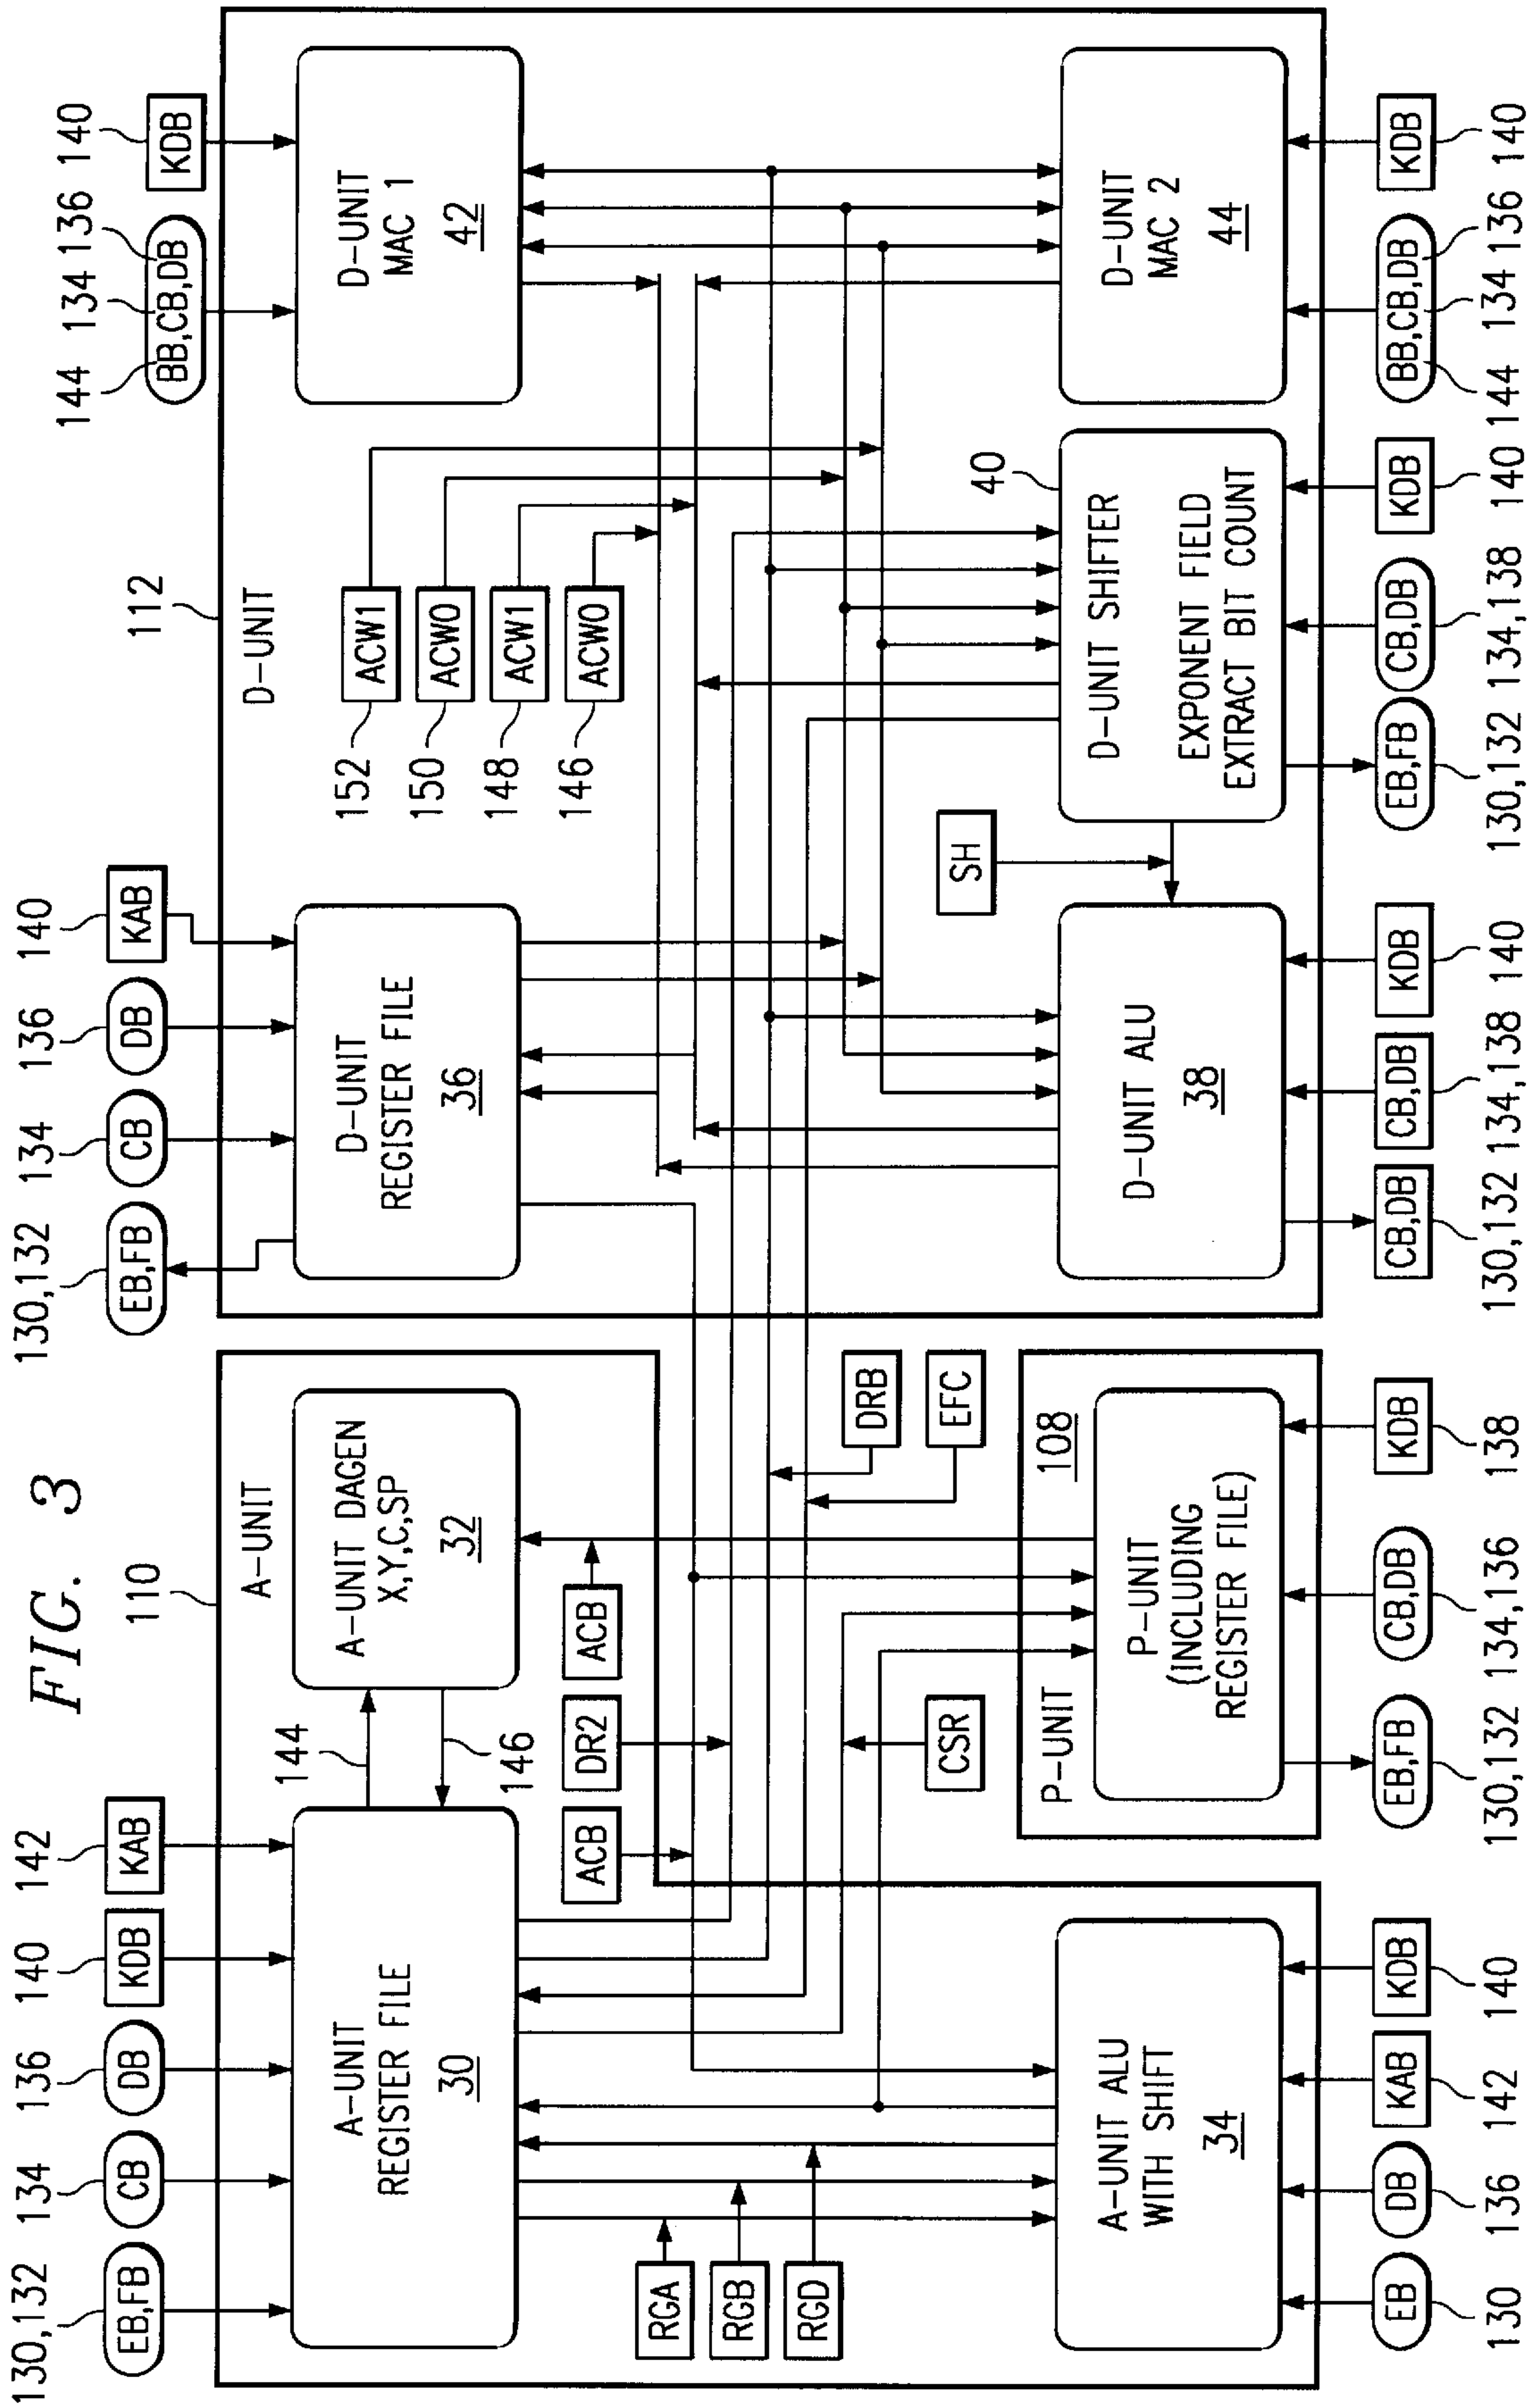 FIG. 3
130,132
134
136
140
142
EB,FB
CB
DB
KDB
KAB
110
A-UNIT
A-UNIT
REGISTER FILE
30
144
146
A-UNIT DAGEN
X,Y,C,SP
32
RGA
RGB
RGD
ACB
DR2
ACB
CSR
DRB
EFC
A-UNIT ALU
WITH SHIFT
34
EB
DB
KAB
KDB
130
136
142
140
P-UNIT
108
P-UNIT
(INCLUDING
REGISTER FILE)
EB,FB
CB,DB
KDB
130,132
134,136
138
130,132
134
136
140
EB,FB
CB
DB
KAB
112
D-UNIT
D-UNIT
REGISTER FILE
36
152
ACW1
150
ACW0
148
ACW1
146
ACW0
144
134
136
140
BB,CB,DB
KDB
D-UNIT
MAC 1
42
SH
D-UNIT ALU
38
40
D-UNIT SHIFTER
EXPONENT FIELD
EXTRACT BIT COUNT
D-UNIT
MAC 2
44
CB,DB
CB,DB
KDB
EB,FB
CB,DB
KDB
BB,CB,DB
KDB
130,132
134,138
140
130,132
134,138
140
144
134
136
140